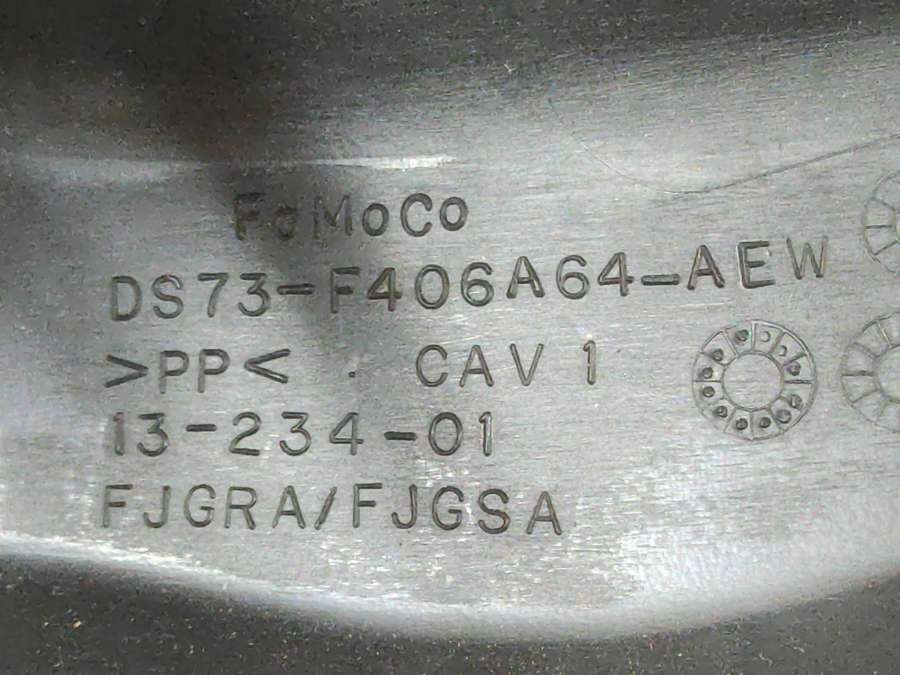 FoMoCo
DS73-F406A64-AEW
>PP< . CAV 1
13-234-01
FJGRA/FJGSA